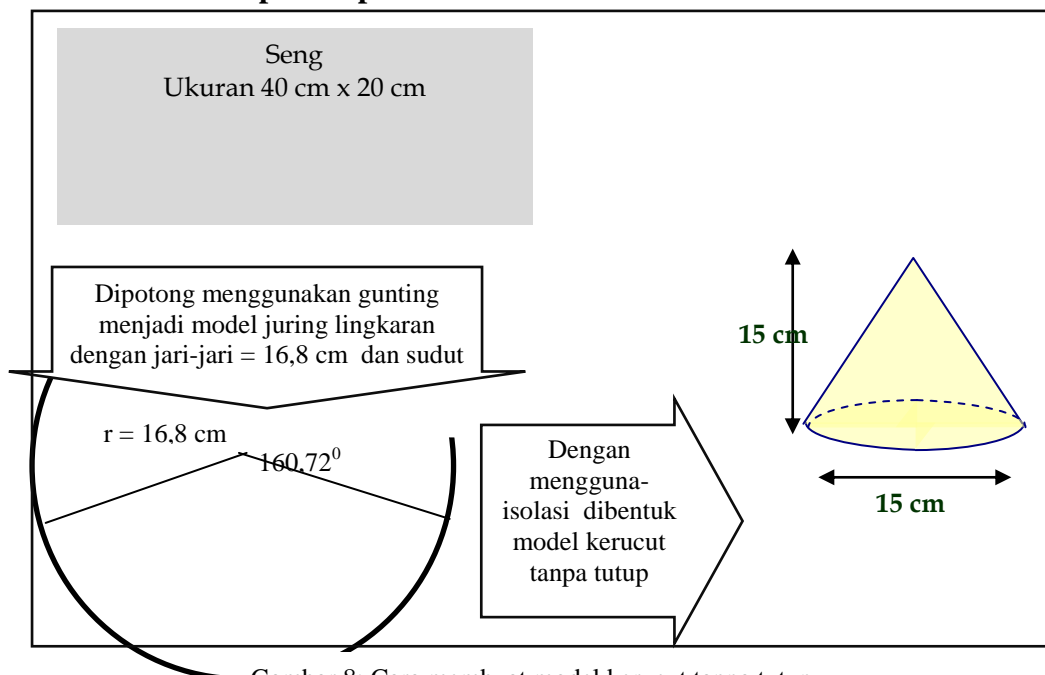 Seng
Ukuran 40 cm x 20 cm
Dipotong menggunakan gunting
menjadi model juring lingkaran
dengan jari-jari = 16,8 cm dan sudut
r = 16,8 cm
160,72⁰
Dengan
mengguna-
isolasi dibentuk
model kerucut
tanpa tutup
15 cm
15 cm